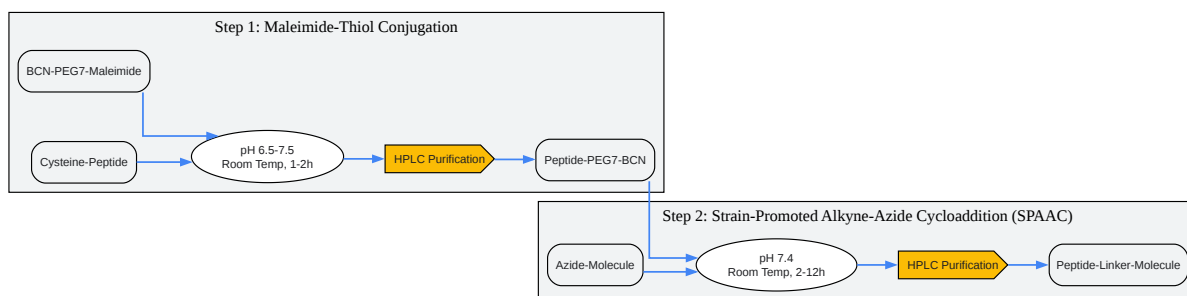 Step 1: Maleimide-Thiol Conjugation
BCN-PEG7-Maleimide
Cysteine-Peptide
pH 6.5-7.5
Room Temp, 1-2h
HPLC Purification
Peptide-PEG7-BCN
Step 2: Strain-Promoted Alkyne-Azide Cycloaddition (SPAAC)
Azide-Molecule
pH 7.4
Room Temp, 2-12h
HPLC Purification
Peptide-Linker-Molecule